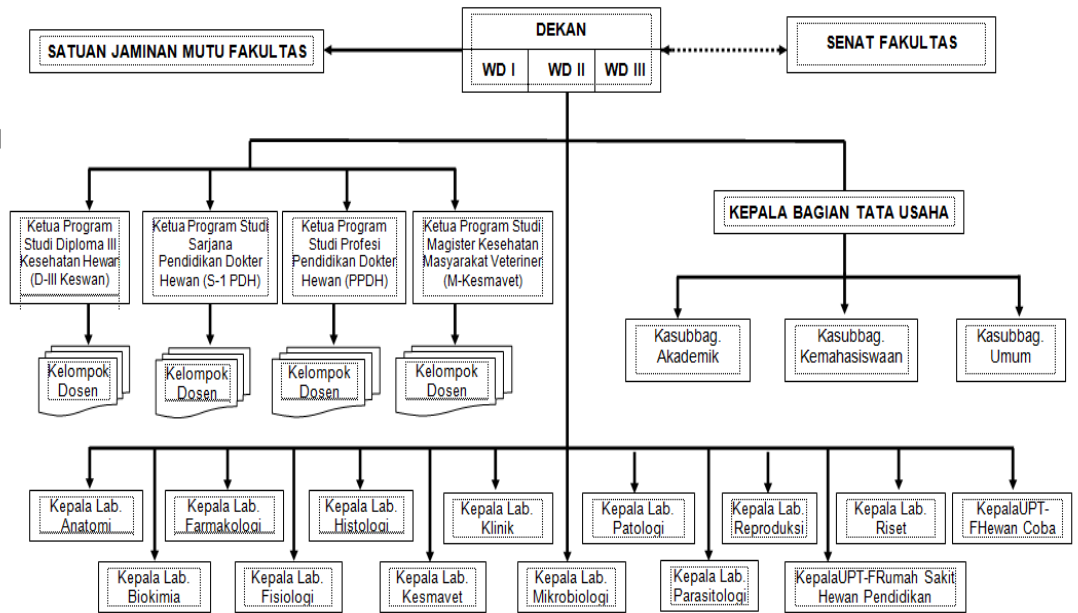 DEKAN
SATUAN JAMINAN MUTU FAKULTAS
SENAT FAKULTAS
WD I
WD II
WD III
Ketua Program
Studi Diploma III
Kesehatan Hewan
(D-III Keswan)
Ketua Program Studi
Sarjana
Pendidikan Dokter
Hewan (S-1 PDH)
Ketua Program
Studi Profesi
Pendidikan Dokter
Hewan (PPDH)
Ketua Program Studi
Magister Kesehatan
Masyarakat Veteriner
(M-Kesmavet)
KEPALA BAGIAN TATA USAHA
Kelompok
Dosen
Kelompok
Dosen
Kelompok
Dosen
Kelompok
Dosen
Kasubbag.
Akademik
Kasubbag.
Kemahasiswaan
Kasubbag.
Umum
Kepala Lab.
Anatomi
Kepala Lab.
Farmakologi
Kepala Lab.
Histologi
Kepala Lab.
Klinik
Kepala Lab.
Patologi
Kepala Lab.
Reproduksi
Kepala Lab.
Riset
KepalaUPT-
FHewan Coba
Kepala Lab.
Biokimia
Kepala Lab.
Fisiologi
Kepala Lab.
Kesmavet
Kepala Lab.
Mikrobiologi
Kepala Lab.
Parasitologi
KepalaUPT-FRumah Sakit
Hewan Pendidikan